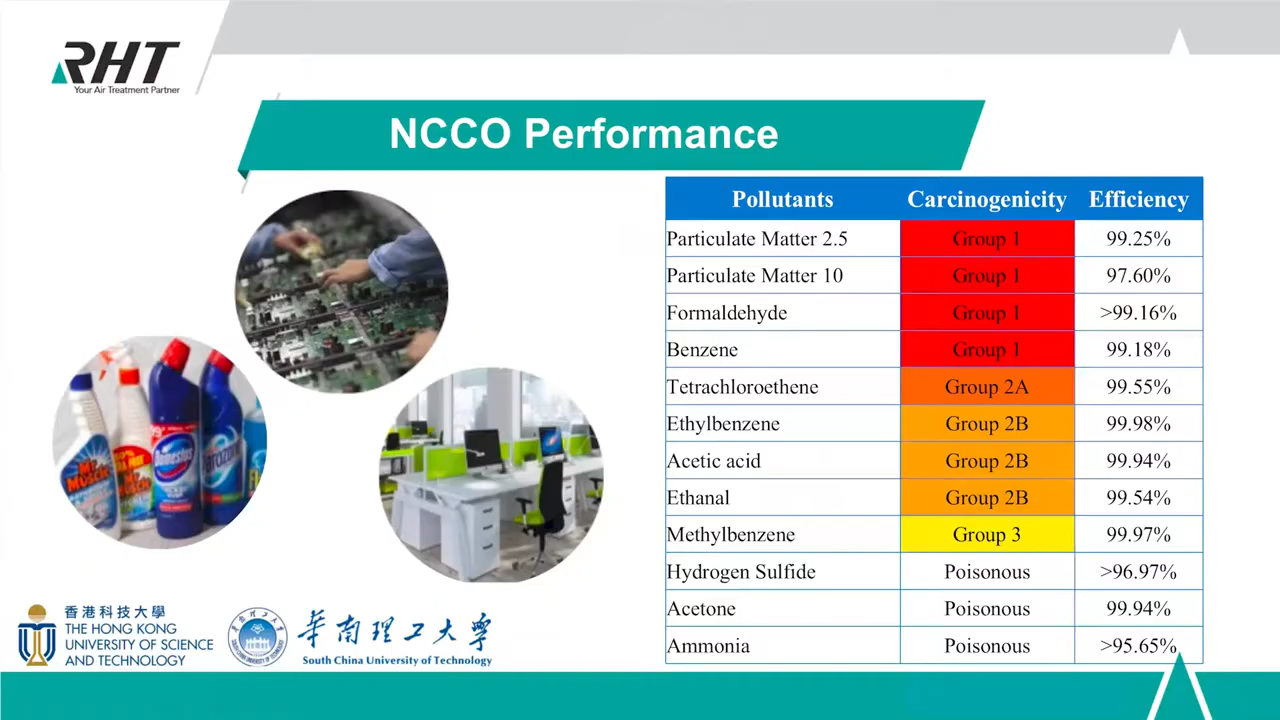 RHT
Your Air Treatment Partner
NCCO Performance
Pollutants Carcinogenicity Efficiency
Particulate Matter 2.5 Group 1 99.25%
Particulate Matter 10 Group 1 97.60%
Formaldehyde Group 1 >99.16%
Benzene Group 1 99.18%
Tetrachloroethene Group 2A 99.55%
Ethylbenzene Group 2B 99.98%
Acetic acid Group 2B 99.94%
Ethanal Group 2B 99.54%
Methylbenzene Group 3 99.97%
Hydrogen Sulfide Poisonous >96.97%
Acetone Poisonous 99.94%
Ammonia Poisonous >95.65%
MR
MUSCLE
MR
MUSCLE
Domestos
香港科技大學
THE HONG KONG
UNIVERSITY OF SCIENCE
AND TECHNOLOGY
華南理工大學
South China University of Technology